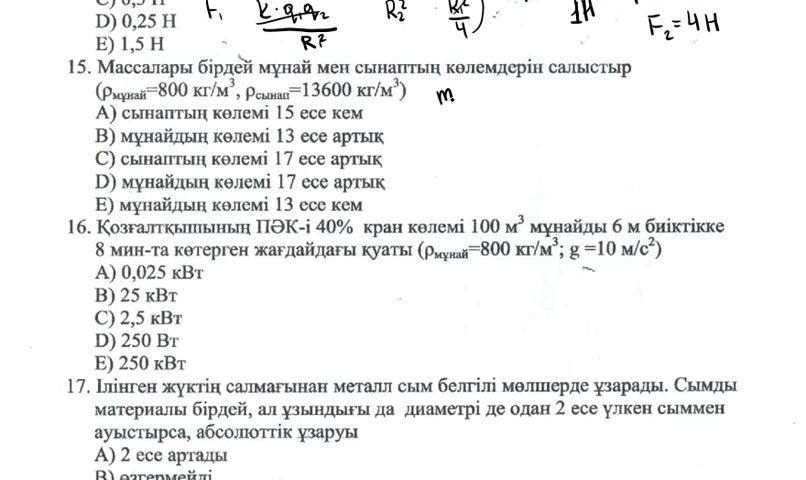 C) 0,5 Н
D) 0,25 Н
E) 1,5 Н
F₁ k·q₁q₂ R₂² R₁² 1H F₂=4H
R² 4)
15. Массалары бірдей мұнай мен сынаптың көлемдерін салыстыр
(ρмұнай=800 кг/м³, ρсынап=13600 кг/м³) m
A) сынаптың көлемі 15 есе кем
B) мұнайдың көлемі 13 есе артық
C) сынаптың көлемі 17 есе артық
D) мұнайдың көлемі 17 есе артық
E) мұнайдың көлемі 13 есе кем
16. Қозғалтқышының ПӘК-і 40% кран көлемі 100 м³ мұнайды 6 м биіктікке
8 мин-та көтерген жағдайдағы қуаты (ρмұнай=800 кг/м³; g =10 м/с²)
A) 0,025 кВт
B) 25 кВт
C) 2,5 кВт
D) 250 Вт
E) 250 кВт
17. Ілінген жүктің салмағынан металл сым белгілі мөлшерде ұзарады. Сымды
материалы бірдей, ал ұзындығы да диаметрі де одан 2 есе үлкен сыммен
ауыстырса, абсолюттік ұзаруы
A) 2 есе артады
B) өзгермейді